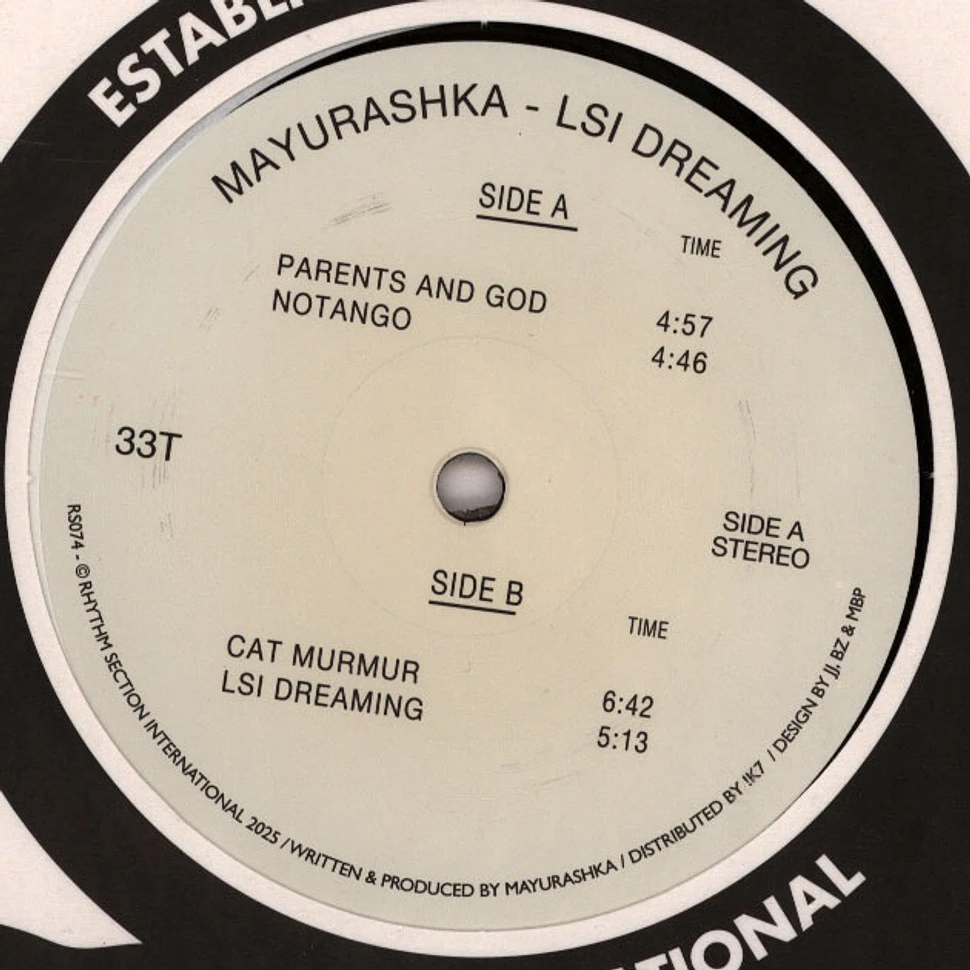 ESTABL
MAYURASHKA - LSI DREAMING
SIDE A
TIME
PARENTS AND GOD 4:57
NOTANGO 4:46
33T
SIDE A
STEREO
SIDE B
TIME
CAT MURMUR 6:42
LSI DREAMING 5:13
RS074 - © RHYTHM SECTION INTERNATIONAL 2025 / WRITTEN & PRODUCED BY MAYURASHKA / DISTRIBUTED BY !K7 / DESIGN BY JJ, BZ & MBP
ATIONAL